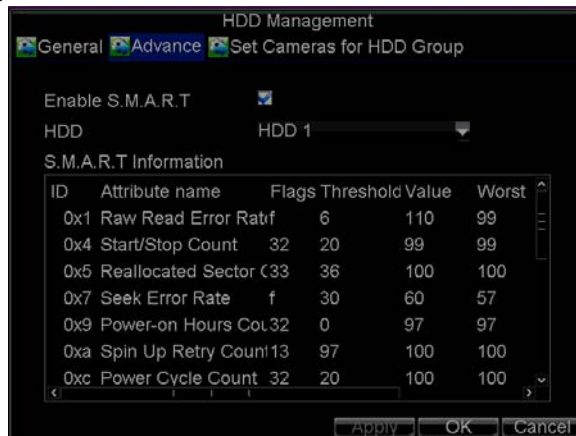 HDD Management
General Advance Set Cameras for HDD Group
Enable S.M.A.R.T
HDD HDD 1
S.M.A.R.T Information
ID Attribute name Flags Threshold Value Worst
0x1 Raw Read Error Rate f 6 110 99
0x4 Start/Stop Count 32 20 99 99
0x5 Reallocated Sector C 33 36 100 100
0x7 Seek Error Rate f 30 60 57
0x9 Power-on Hours Cou 32 0 97 97
0xa Spin Up Retry Count 13 97 100 100
0xc Power Cycle Count 32 20 100 100
Apply OK Cancel